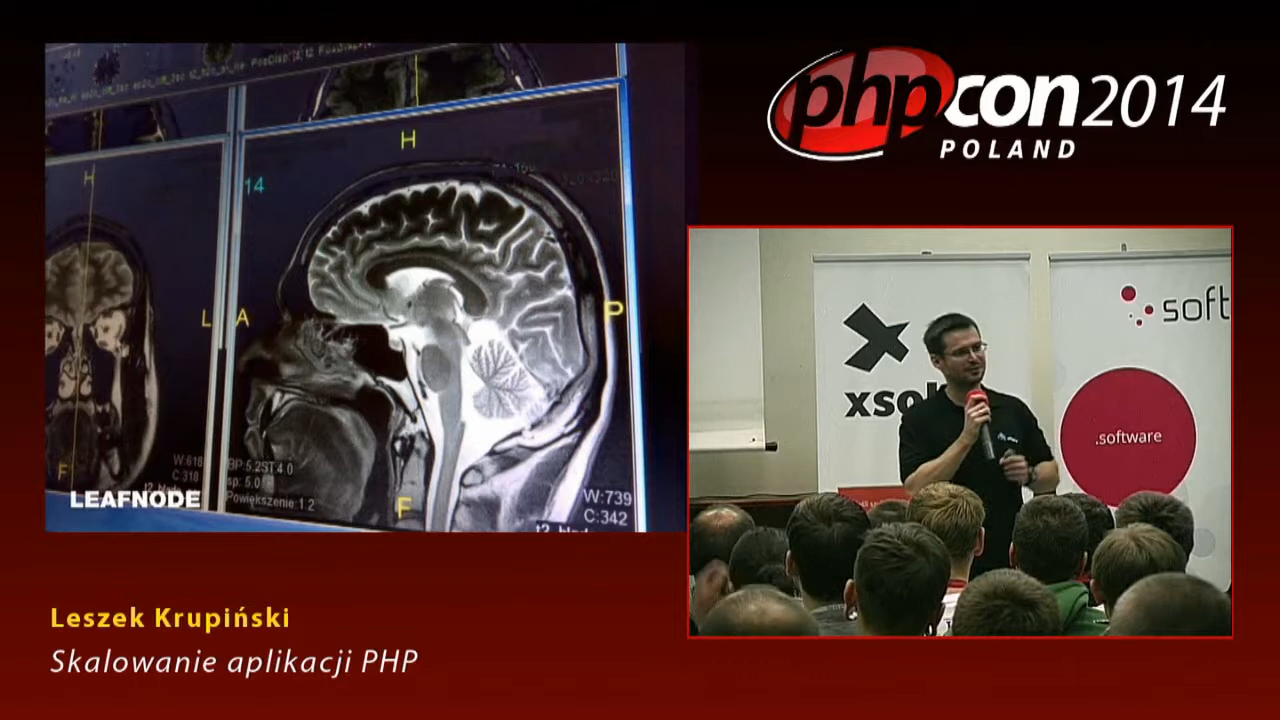 phpcon2014
POLAND
H
H
14
L
A
P
F
F
W:618
C:318
BP:5.2ST 4.0
sp: 5.0
Powiększenie:1.2
W:739
C:342
LEAFNODE
xsol
soft
.software
Leszek Krupiński
Skalowanie aplikacji PHP